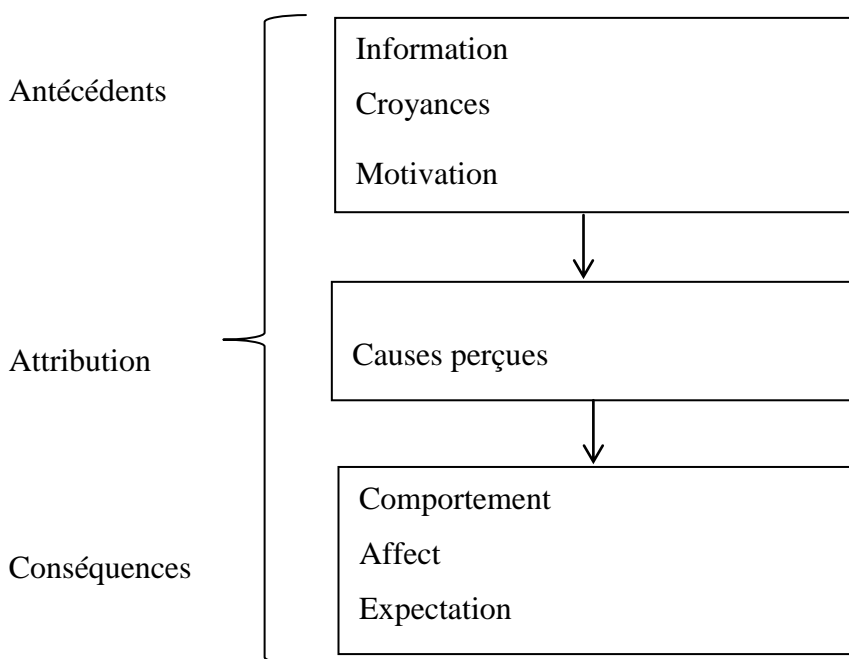 Information
Antécédents
Croyances
Motivation
Attribution
Causes perçues
Comportement
Affect
Conséquences
Expectation